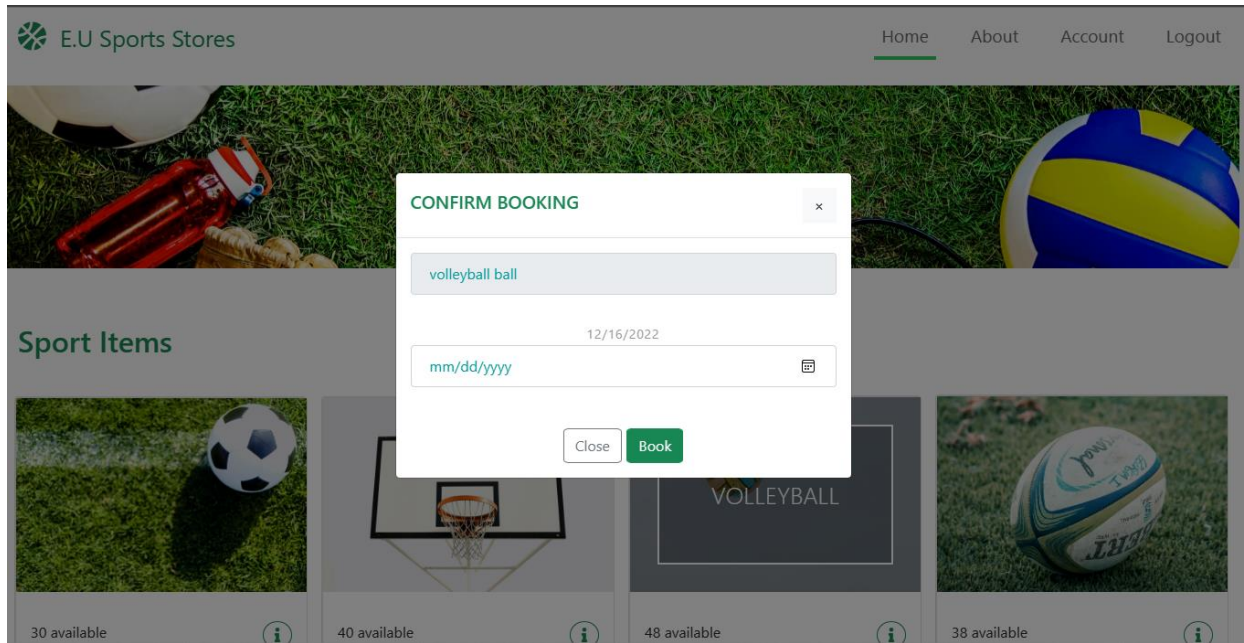 E.U Sports Stores
Home About Account Logout
CONFIRM BOOKING
×
volleyball ball
12/16/2022
mm/dd/yyyy
Close Book
Sport Items
VOLLEYBALL
30 available
40 available
48 available
38 available